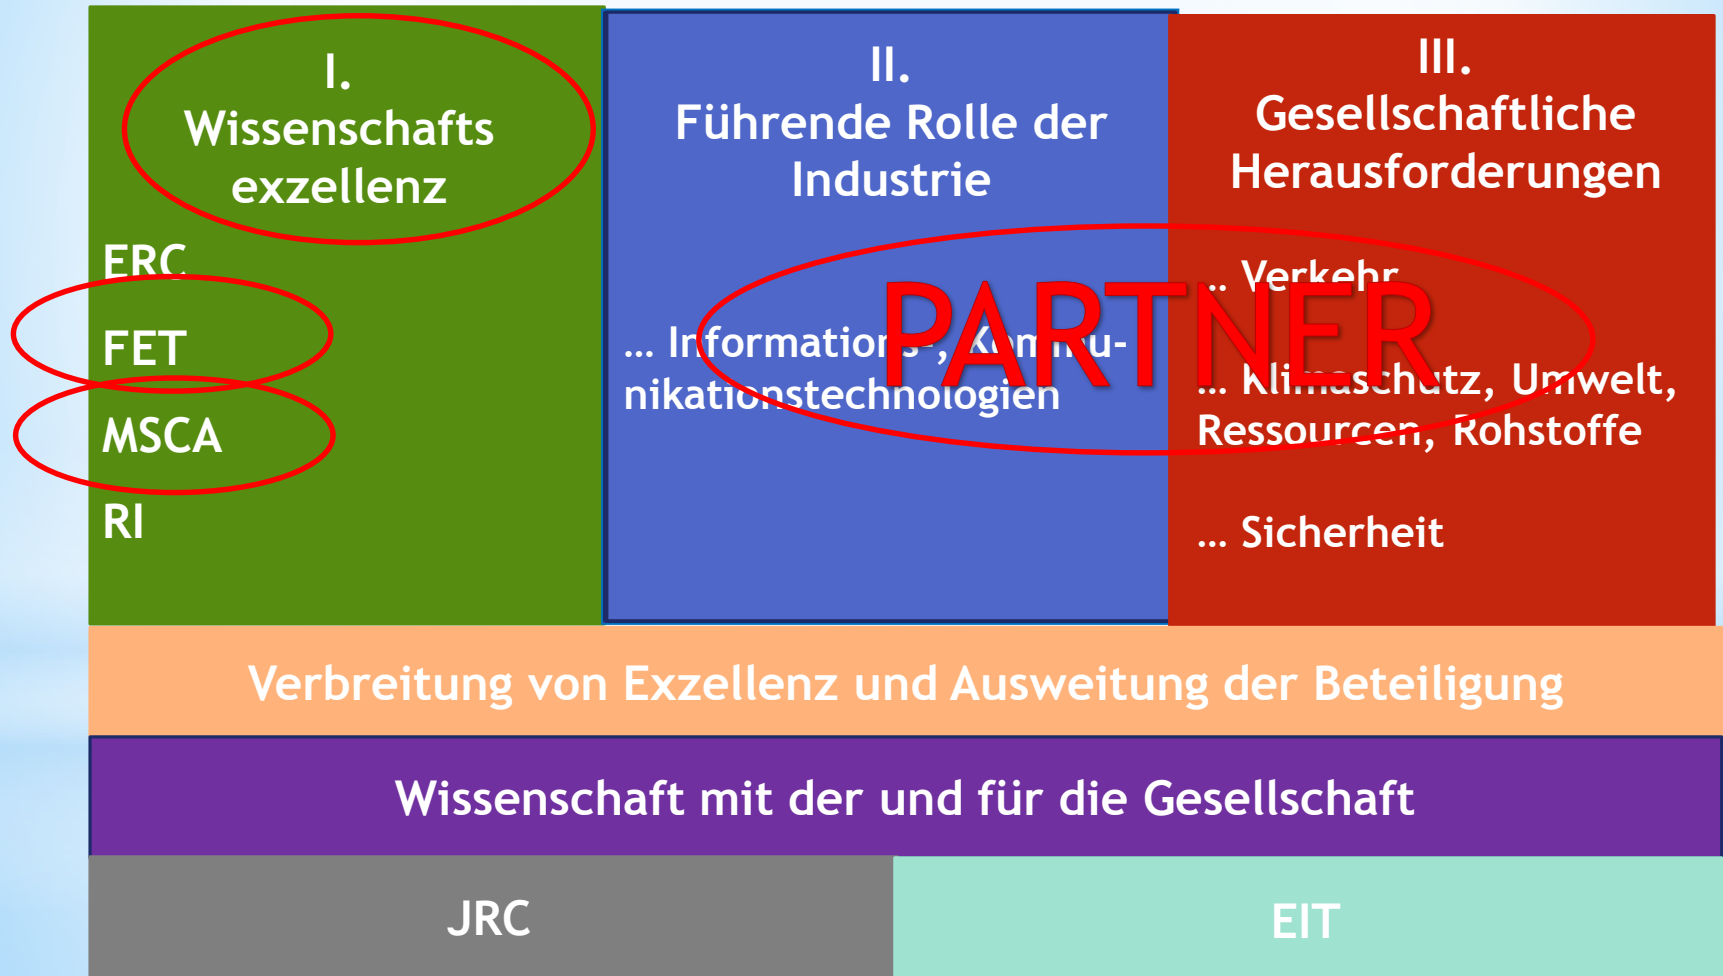 I.
Wissenschafts
exzellenz
ERC
FET
MSCA
RI
II.
Führende Rolle der
Industrie
… Informations-, Kommu-
nikationstechnologien
III.
Gesellschaftliche
Herausforderungen
… Verkehr
… Klimaschutz, Umwelt,
Ressourcen, Rohstoffe
… Sicherheit
PARTNER
Verbreitung von Exzellenz und Ausweitung der Beteiligung
Wissenschaft mit der und für die Gesellschaft
JRC
EIT